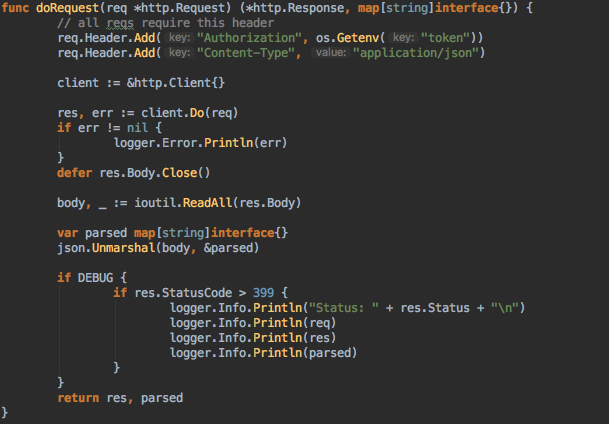 func doRequest(req *http.Request) (*http.Response, map[string]interface{}) {
// all reqs require this header
req.Header.Add( key: "Authorization", os.Getenv( key: "token"))
req.Header.Add( key: "Content-Type", value: "application/json")
client := &http.Client{}
res, err := client.Do(req)
if err != nil {
logger.Error.Println(err)
}
defer res.Body.Close()
body, _ := ioutil.ReadAll(res.Body)
var parsed map[string]interface{}
json.Unmarshal(body, &parsed)
if DEBUG {
if res.StatusCode > 399 {
logger.Info.Println("Status: " + res.Status + "\n")
logger.Info.Println(req)
logger.Info.Println(res)
logger.Info.Println(parsed)
}
}
return res, parsed
}